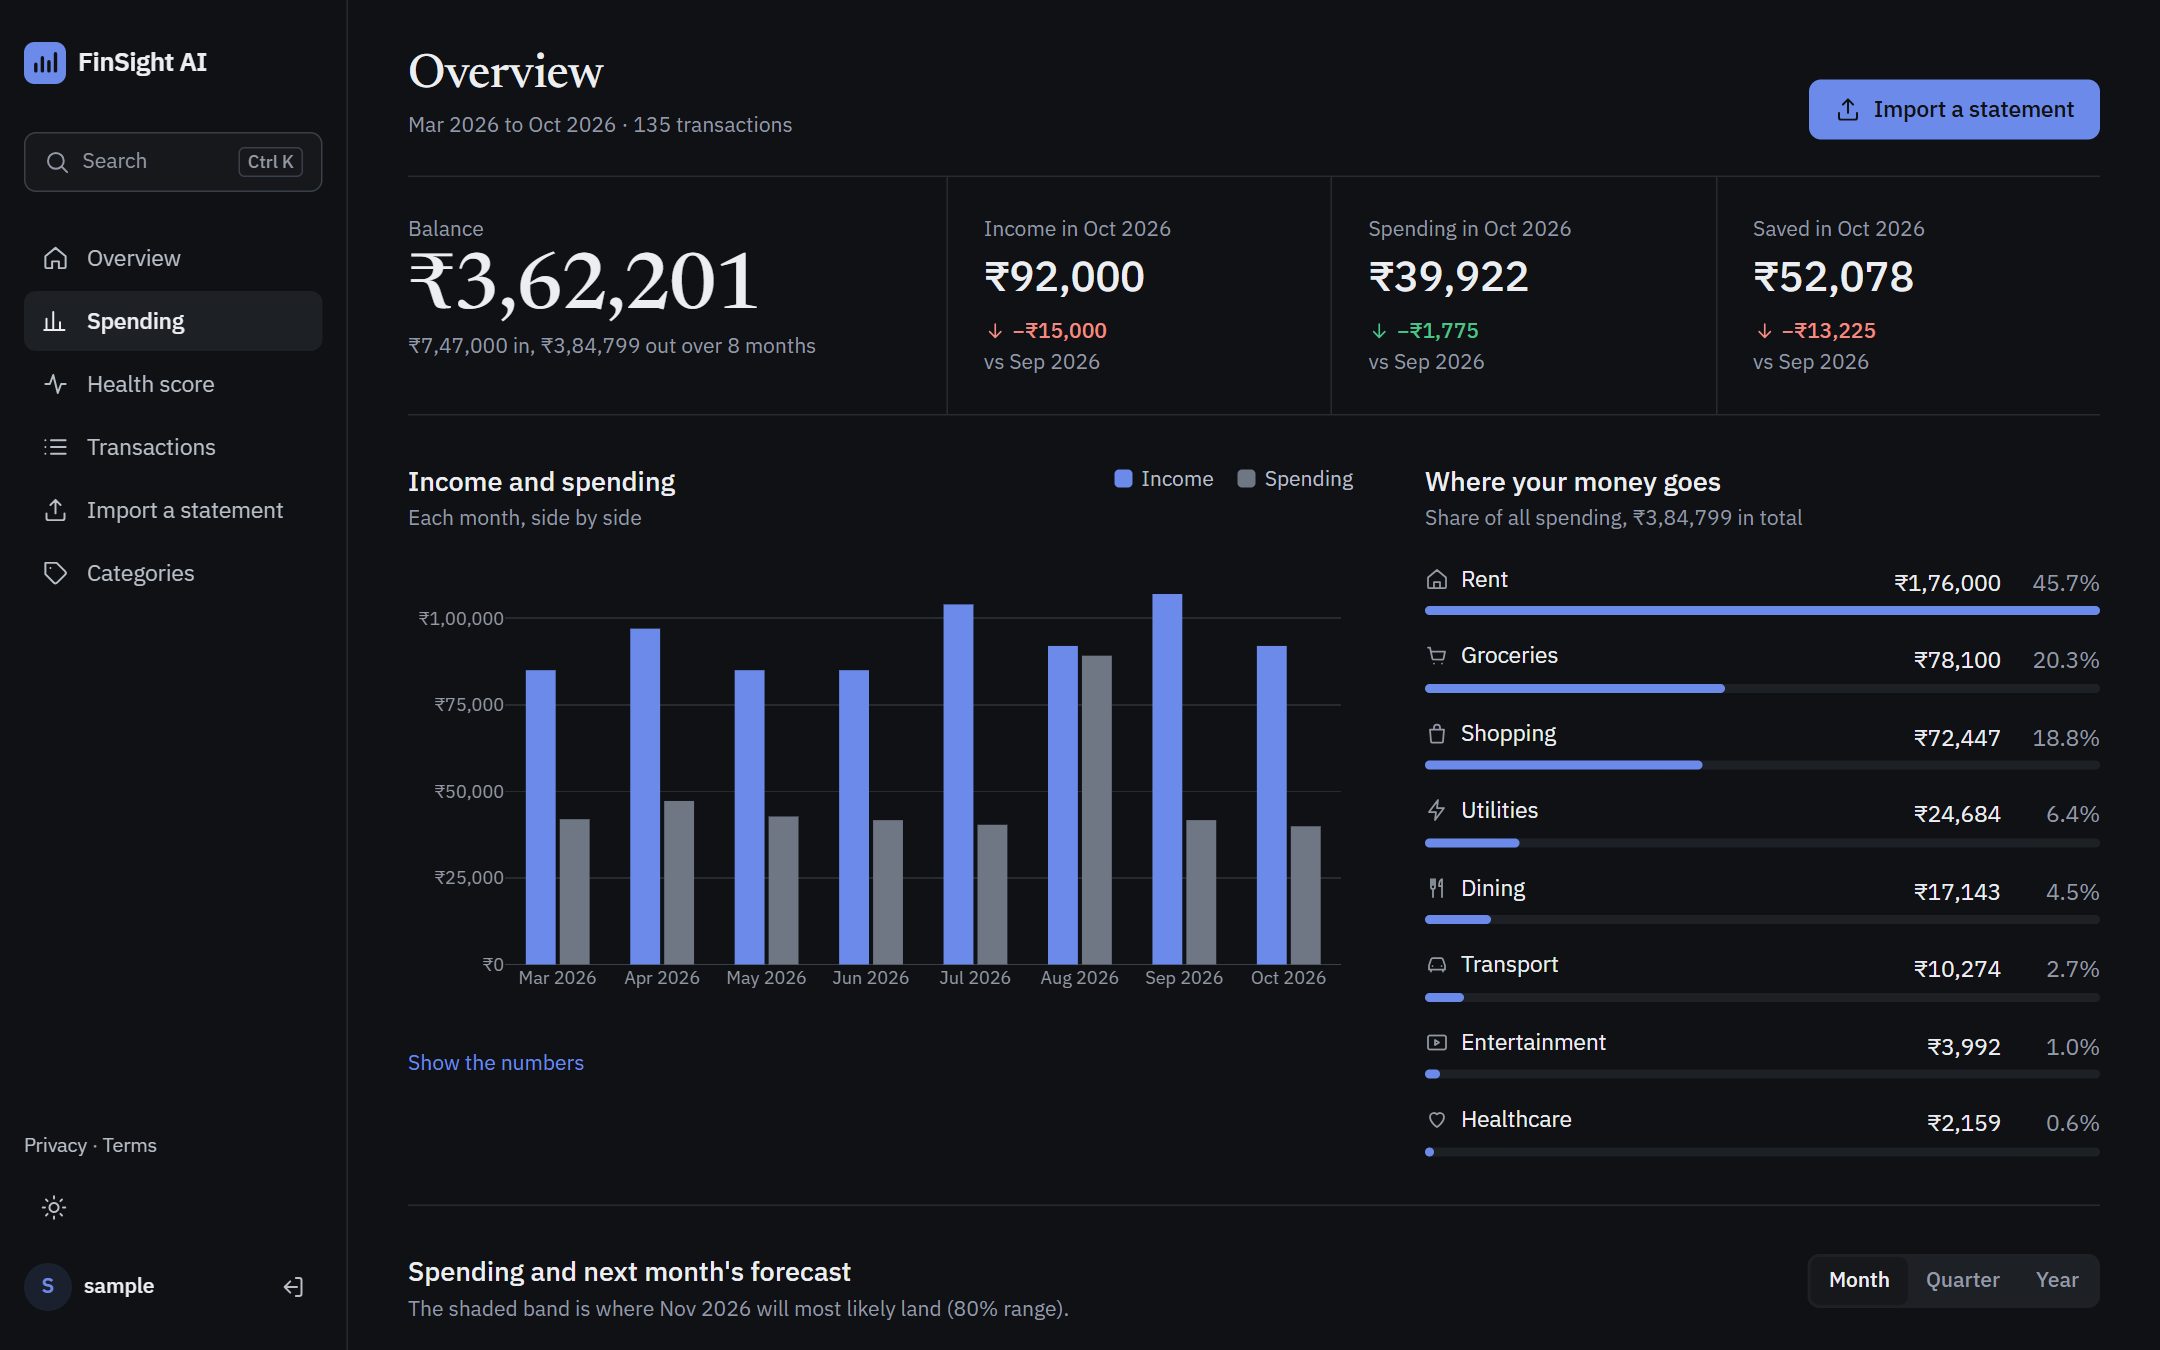 FinSight AI
Search
Ctrl K
Overview
Spending
Health score
Transactions
Import a statement
Categories
Privacy · Terms
S
sample
Overview
Mar 2026 to Oct 2026 · 135 transactions
Import a statement
Balance
₹3,62,201
₹7,47,000 in, ₹3,84,799 out over 8 months
Income in Oct 2026
₹92,000
↓ −₹15,000
vs Sep 2026
Spending in Oct 2026
₹39,922
↓ −₹1,775
vs Sep 2026
Saved in Oct 2026
₹52,078
↓ −₹13,225
vs Sep 2026
Income and spending
Each month, side by side
Income
Spending
₹1,00,000
₹75,000
₹50,000
₹25,000
₹0
Mar 2026
Apr 2026
May 2026
Jun 2026
Jul 2026
Aug 2026
Sep 2026
Oct 2026
Show the numbers
Where your money goes
Share of all spending, ₹3,84,799 in total
Rent ₹1,76,000 45.7%
Groceries ₹78,100 20.3%
Shopping ₹72,447 18.8%
Utilities ₹24,684 6.4%
Dining ₹17,143 4.5%
Transport ₹10,274 2.7%
Entertainment ₹3,992 1.0%
Healthcare ₹2,159 0.6%
Spending and next month's forecast
The shaded band is where Nov 2026 will most likely land (80% range).
Month
Quarter
Year